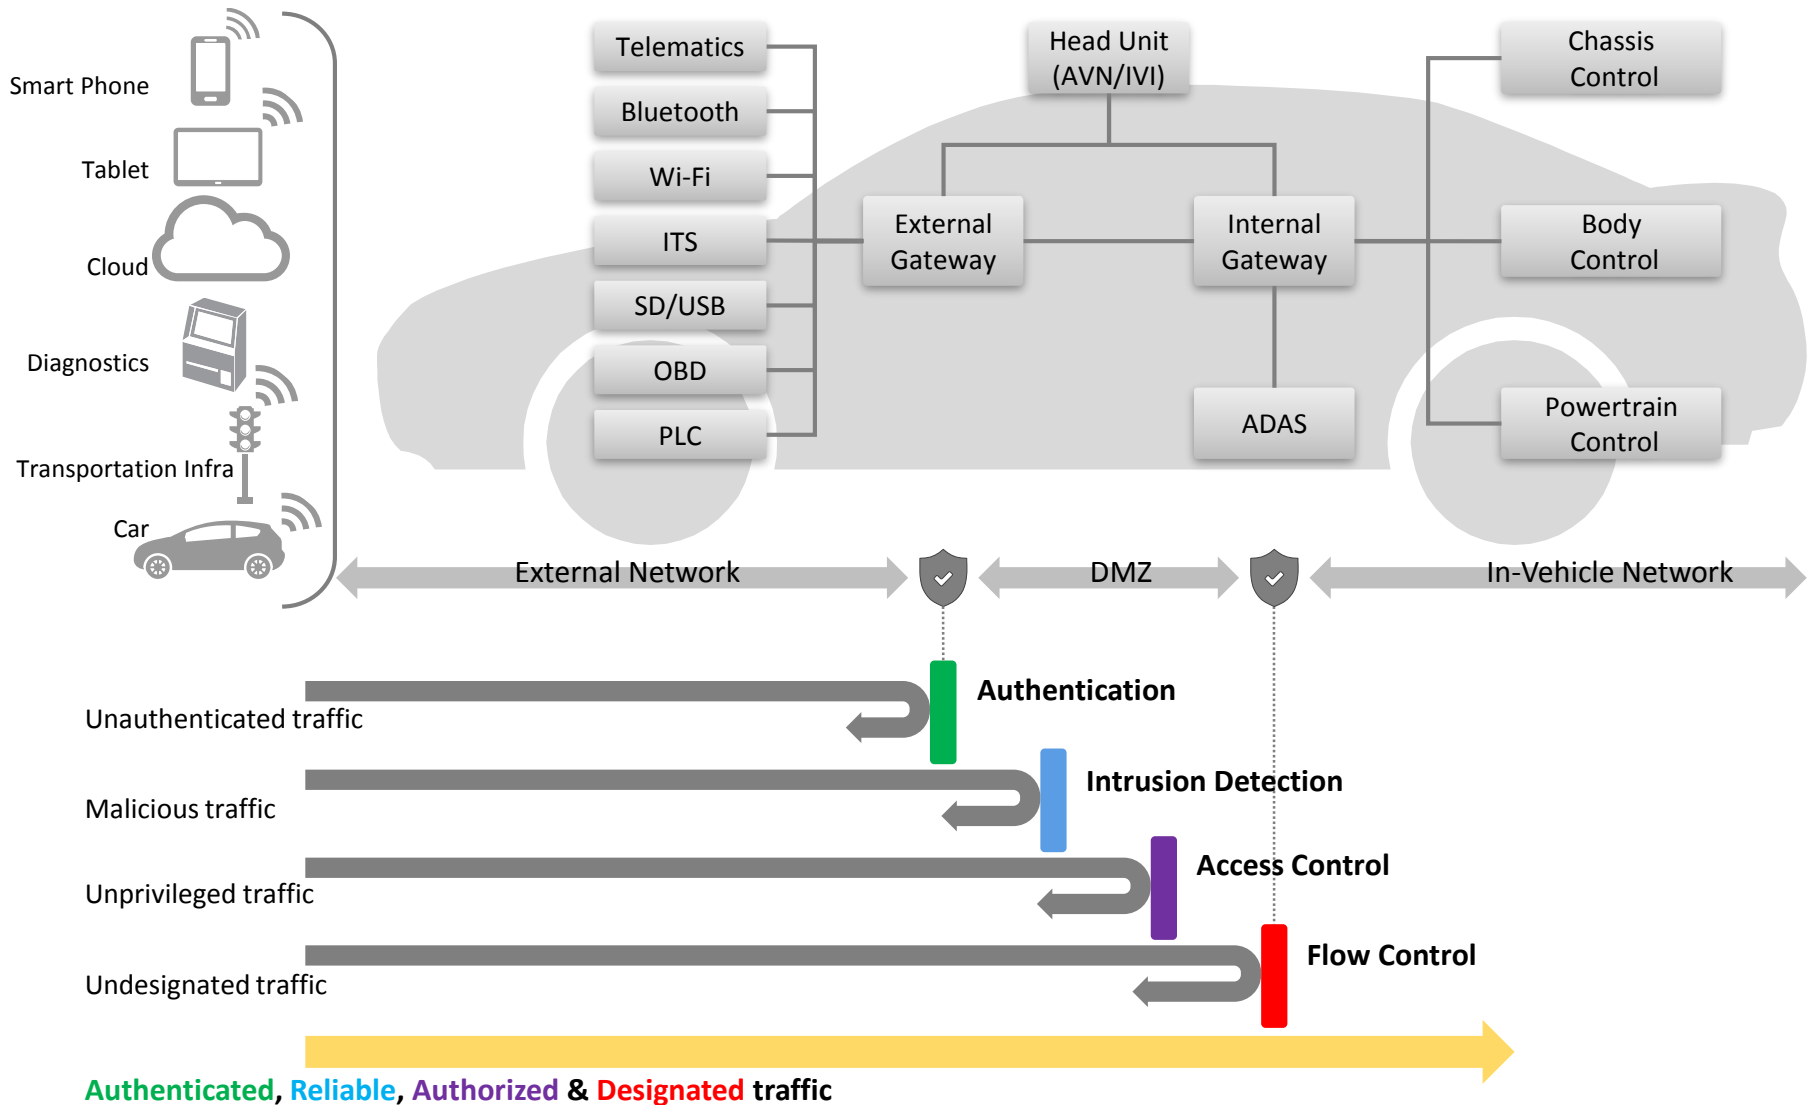 Smart Phone
Tablet
Cloud
Diagnostics
Transportation Infra
Car
Telematics
Bluetooth
Wi-Fi
ITS
SD/USB
OBD
PLC
Head Unit
(AVN/IVI)
External
Gateway
Internal
Gateway
ADAS
Chassis
Control
Body
Control
Powertrain
Control
External Network
DMZ
In-Vehicle Network
Unauthenticated traffic
Authentication
Malicious traffic
Intrusion Detection
Unprivileged traffic
Access Control
Undesignated traffic
Flow Control
Authenticated, Reliable, Authorized & Designated traffic